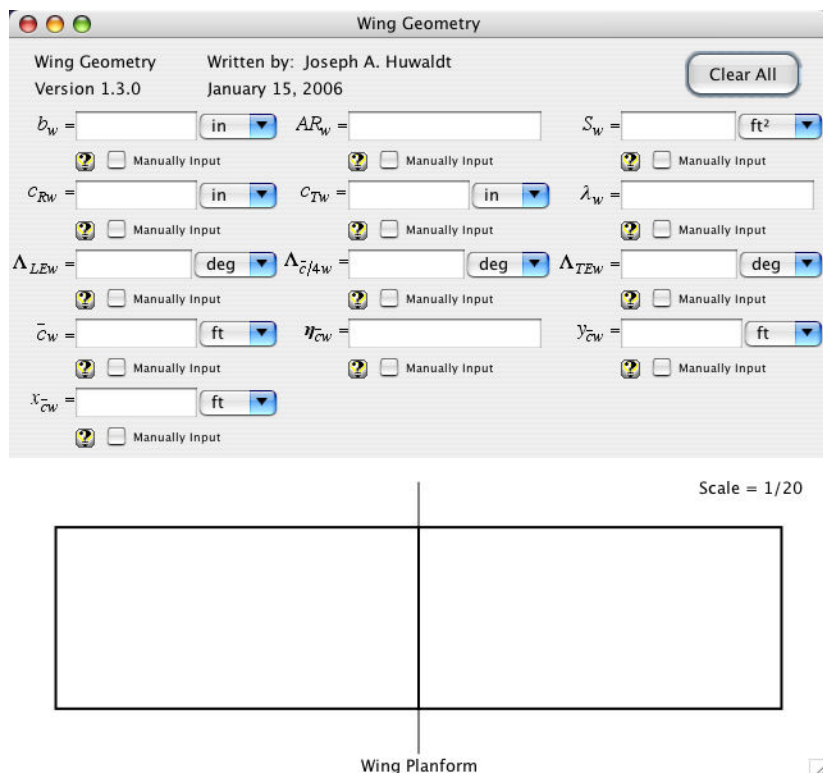 Wing Geometry
Wing Geometry Written by: Joseph A. Huwaldt Clear All
Version 1.3.0 January 15, 2006
b_w = in AR_w = S_w = ft²
? Manually Input ? Manually Input ? Manually Input
c_Rw = in c_Tw = in λ_w =
? Manually Input ? Manually Input ? Manually Input
Λ_LEw = deg Λ_c̄/4w = deg Λ_TEw = deg
? Manually Input ? Manually Input ? Manually Input
c̄_w = ft η_c̄w = y_c̄w = ft
? Manually Input ? Manually Input ? Manually Input
x_c̄w = ft
? Manually Input
Scale = 1/20
Wing Planform